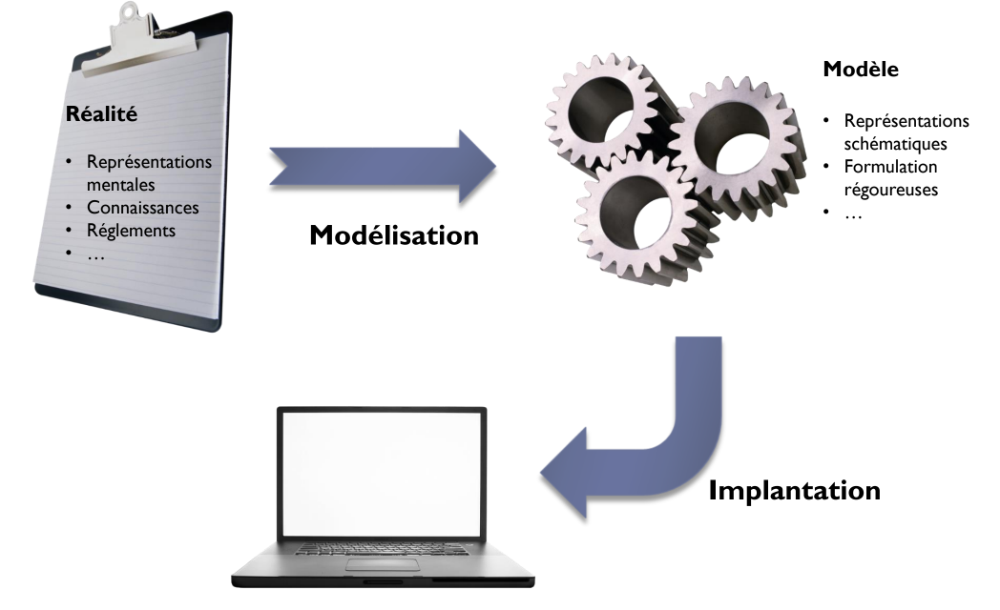 Réalité
• Représentations
mentales
• Connaissances
• Réglements
• …
Modélisation
Modèle
• Représentations
schématiques
• Formulation
régoureuses
• …
Implantation